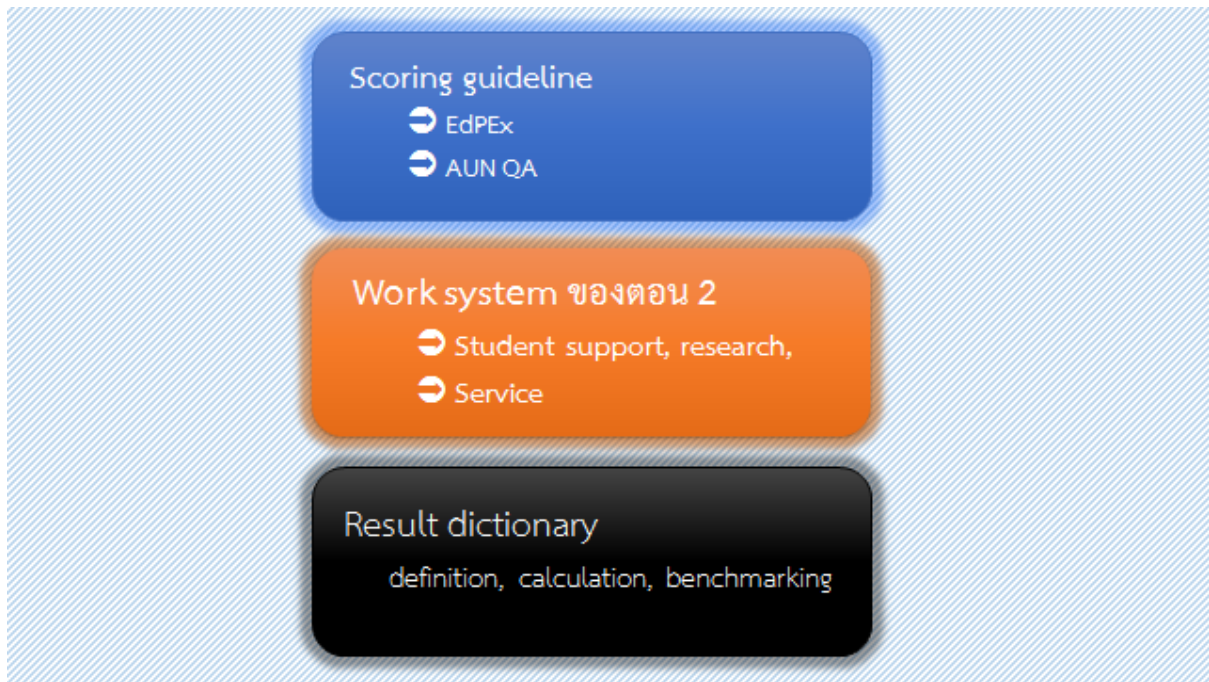 Scoring guideline
EdPEx
AUN QA
Work system ของตอน 2
Student support, research,
Service
Result dictionary
definition, calculation, benchmarking